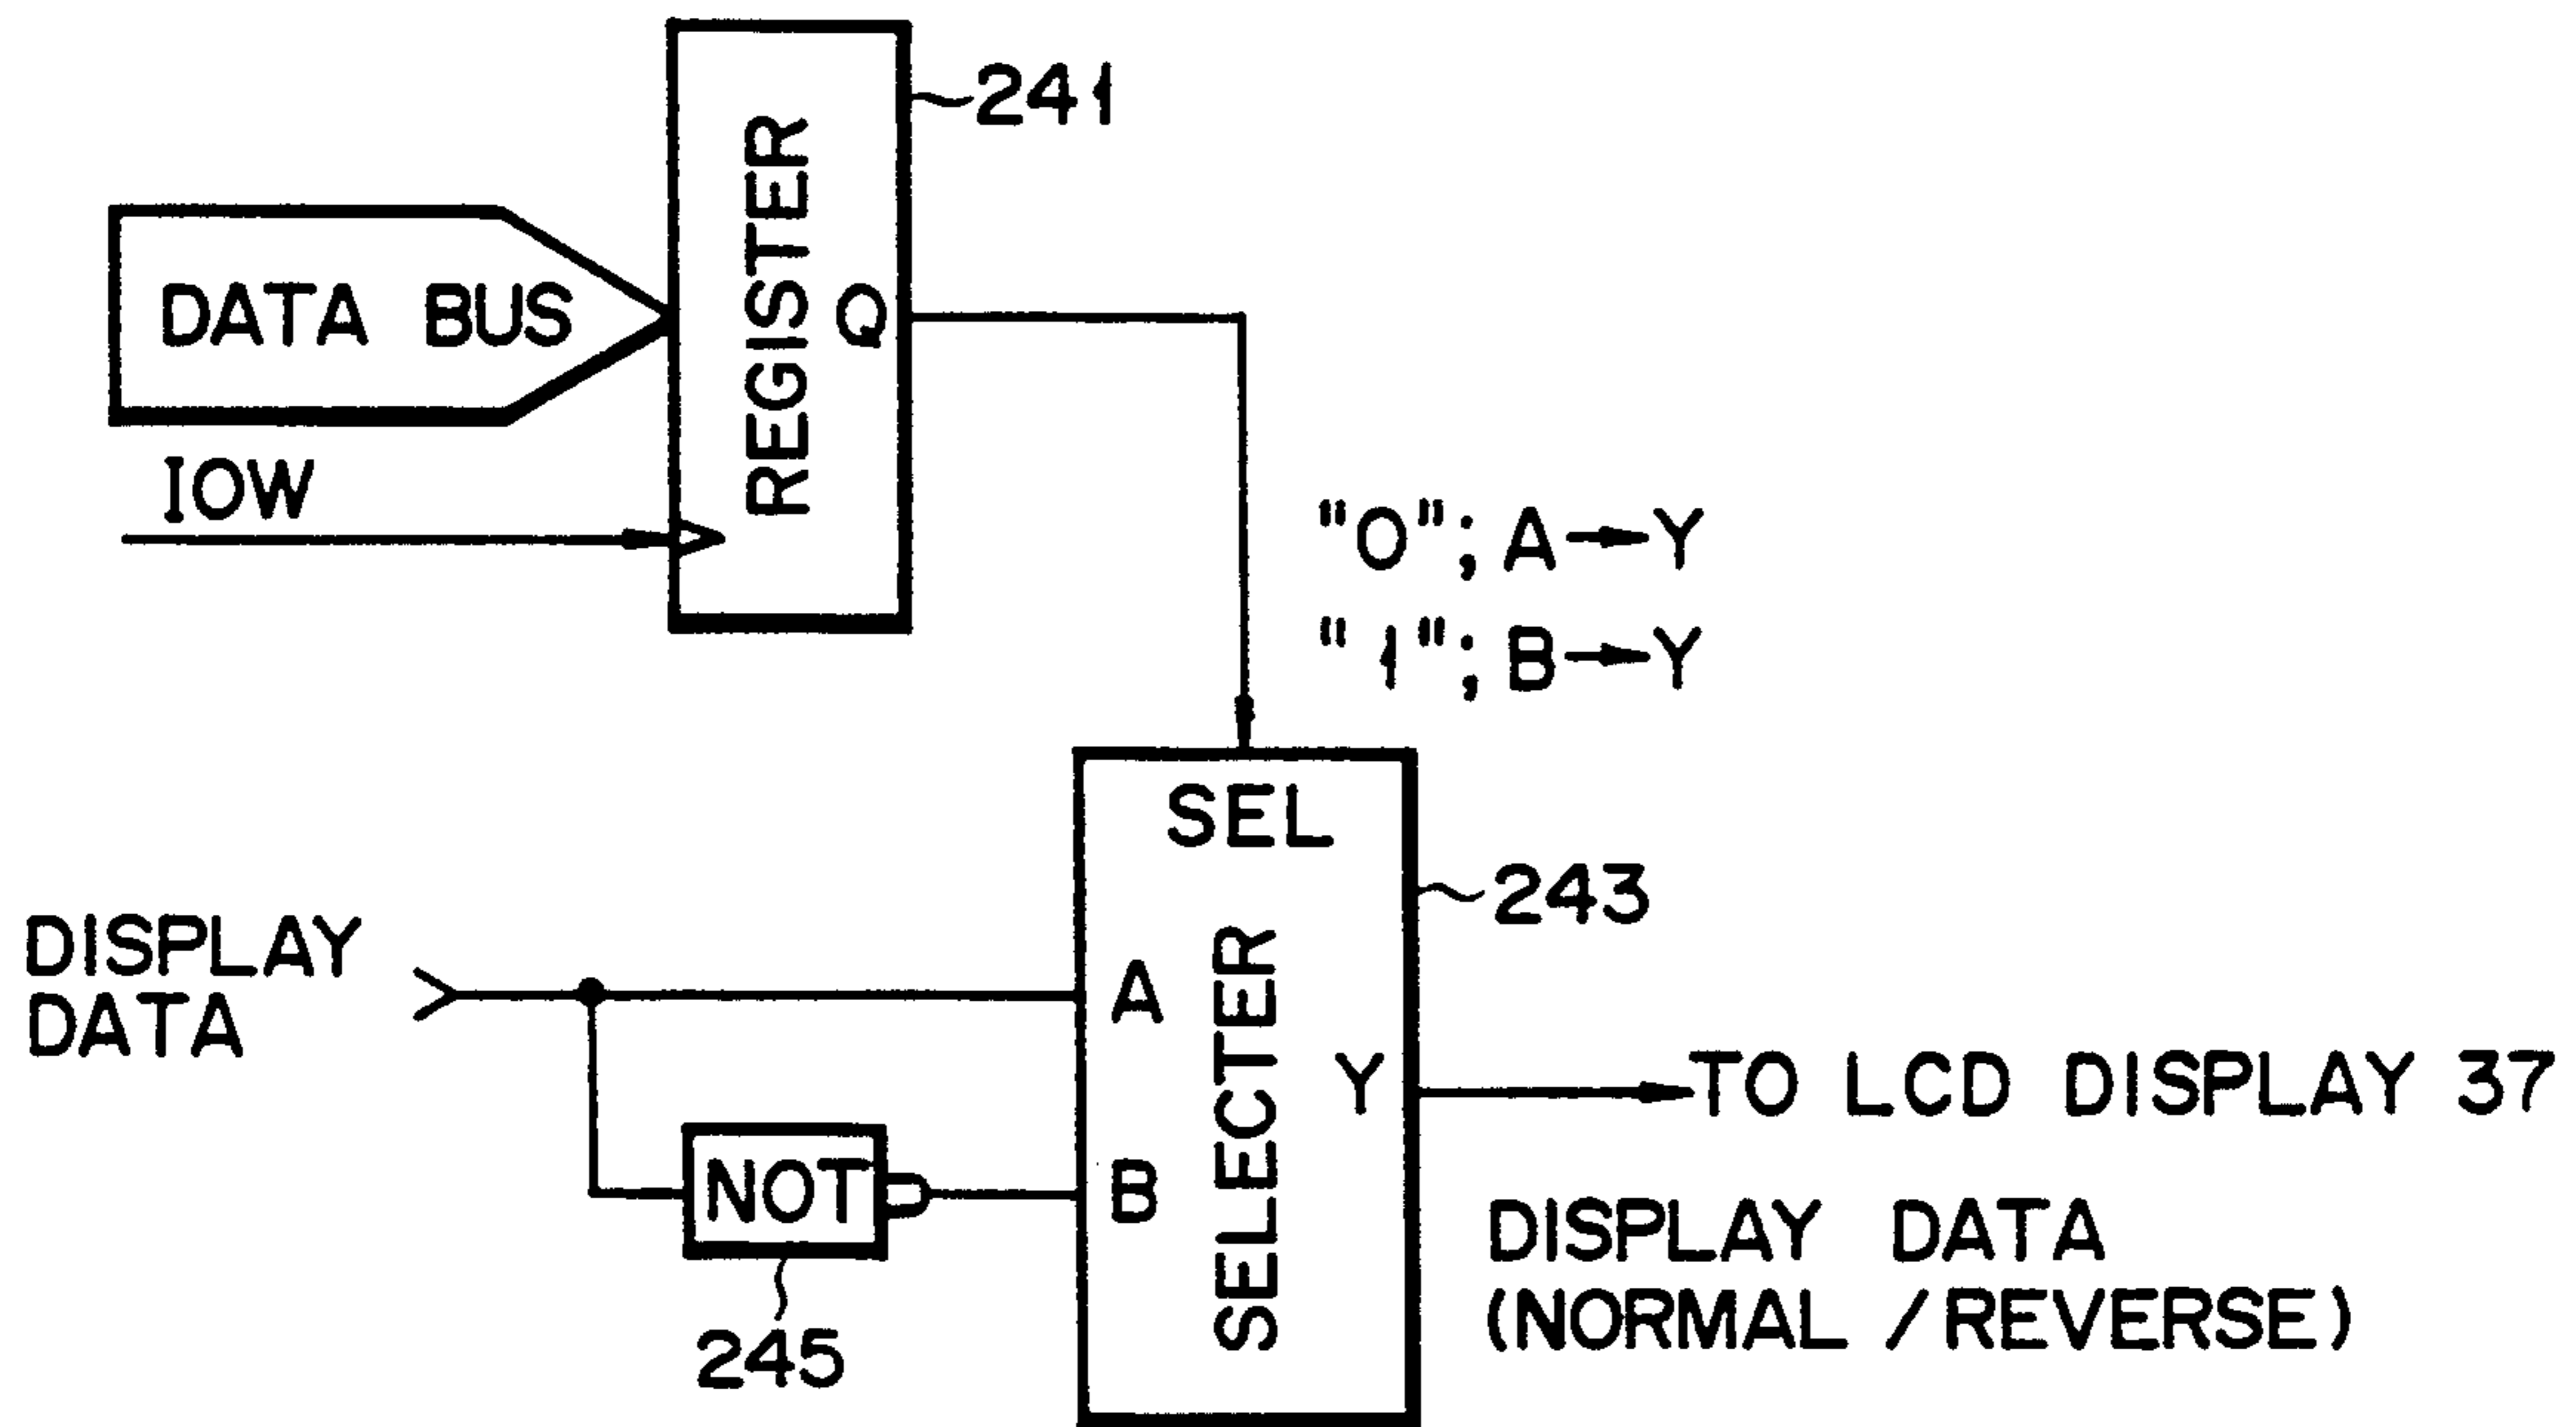 241
REGISTER
Q
DATA BUS
IOW
"0"; A→Y
"1"; B→Y
SEL
243
SELECTER
DISPLAY
DATA
A
Y
TO LCD DISPLAY 37
NOT
B
DISPLAY DATA
(NORMAL / REVERSE)
245